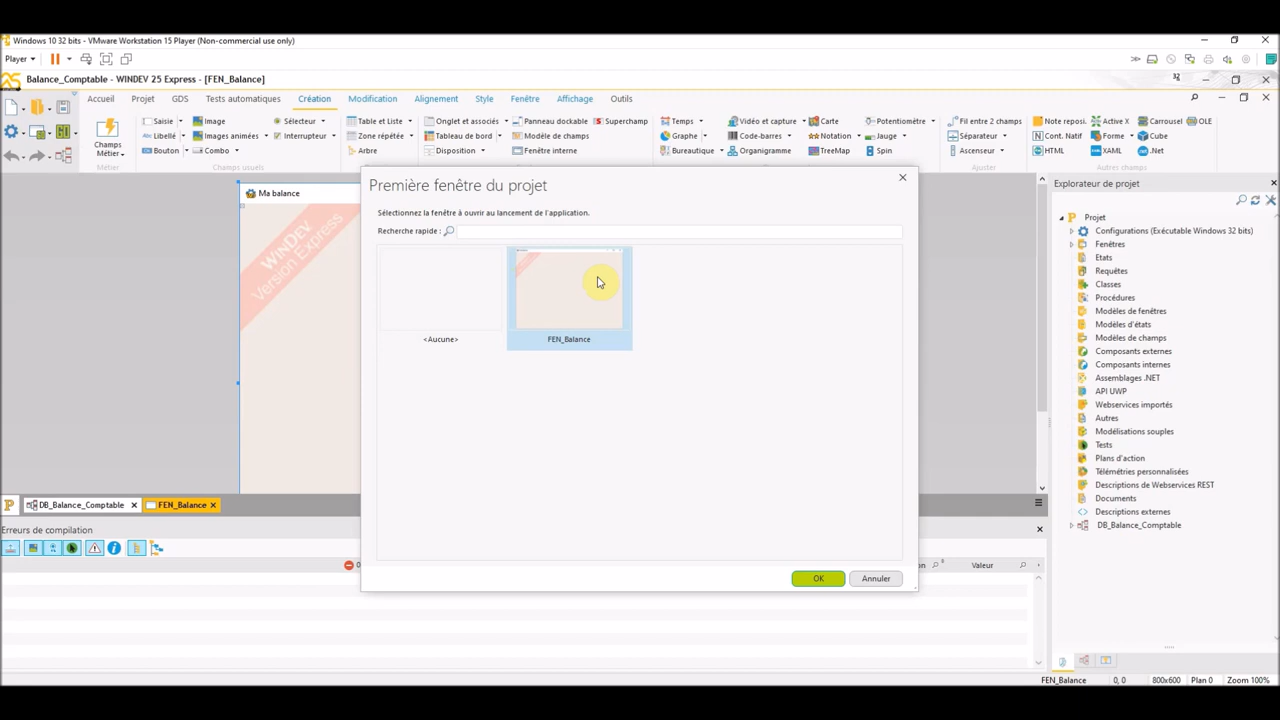 Windows 10 32 bits - VMware Workstation 15 Player (Non-commercial use only)
Player
Balance_Comptable - WINDEV 25 Express - [FEN_Balance]
32
Accueil Projet GDS Tests automatiques Création Modification Alignement Style Fenêtre Affichage Outils
Champs Métier
Métier
Saisie Image Sélecteur
Libellé Images animées Interrupteur
Bouton Combo
Champs usuels
Table et Liste Onglet et associés Panneau dockable Superchamp
Zone répétée Tableau de bord Modèle de champs
Arbre Disposition Fenêtre interne
Temps Vidéo et capture Carte Potentiomètre
Graphe Code-barres Notation Jauge
Bureautique Organigramme TreeMap Spin
Fil entre 2 champs
Séparateur
Ascenseur
Ajuster
Note reposi. Active X Carrousel OLE
Cont. Natif Forme Cube
HTML XAML .Net
Autres champs
Ma balance
WINDEV
Version Express
Première fenêtre du projet
Sélectionnez la fenêtre à ouvrir au lancement de l'application.
Recherche rapide :
<Aucune>
FEN_Balance
OK Annuler
Explorateur de projet
Projet
Configurations (Exécutable Windows 32 bits)
Fenêtres
Etats
Requêtes
Classes
Procédures
Modèles de fenêtres
Modèles d'états
Modèles de champs
Composants externes
Composants internes
Assemblages .NET
API UWP
Webservices importés
Autres
Modélisations souples
Tests
Plans d'action
Télémétries personnalisées
Descriptions de Webservices REST
Documents
Descriptions externes
DB_Balance_Comptable
DB_Balance_Comptable FEN_Balance
Erreurs de compilation
0
on Valeur
FEN_Balance 0, 0 800x600 Plan 0 Zoom 100%